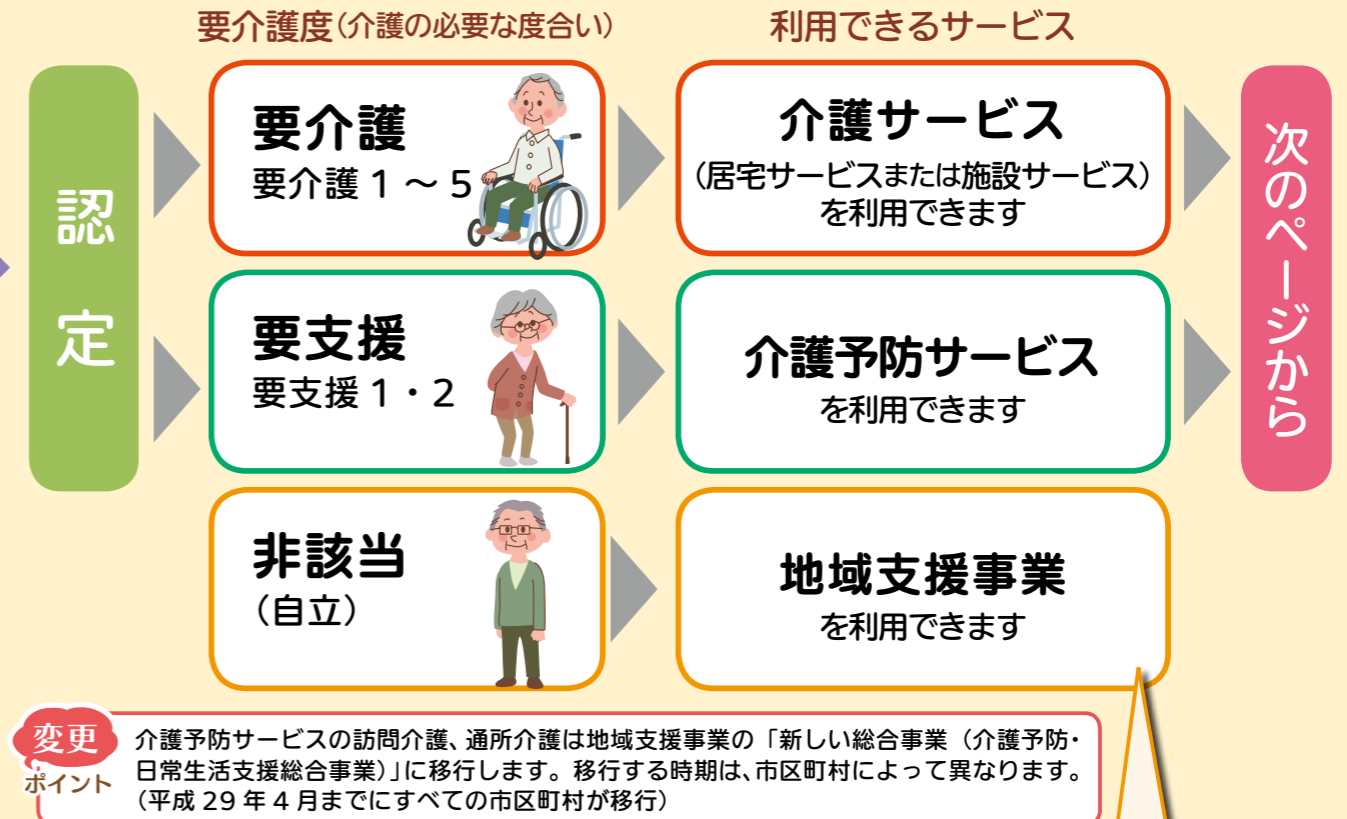 要介護度(介護の必要な度合い)
利用できるサービス
認定
要介護
要介護 1 ~ 5
介護サービス
(居宅サービスまたは施設サービス)
を利用できます
要支援
要支援 1・2
介護予防サービス
を利用できます
非該当
(自立)
地域支援事業
を利用できます
次のページから
変更
ポイント
介護予防サービスの訪問介護、通所介護は地域支援事業の「新しい総合事業(介護予防・
日常生活支援総合事業)」に移行します。移行する時期は、市区町村によって異なります。
(平成 29 年 4 月までにすべての市区町村が移行)